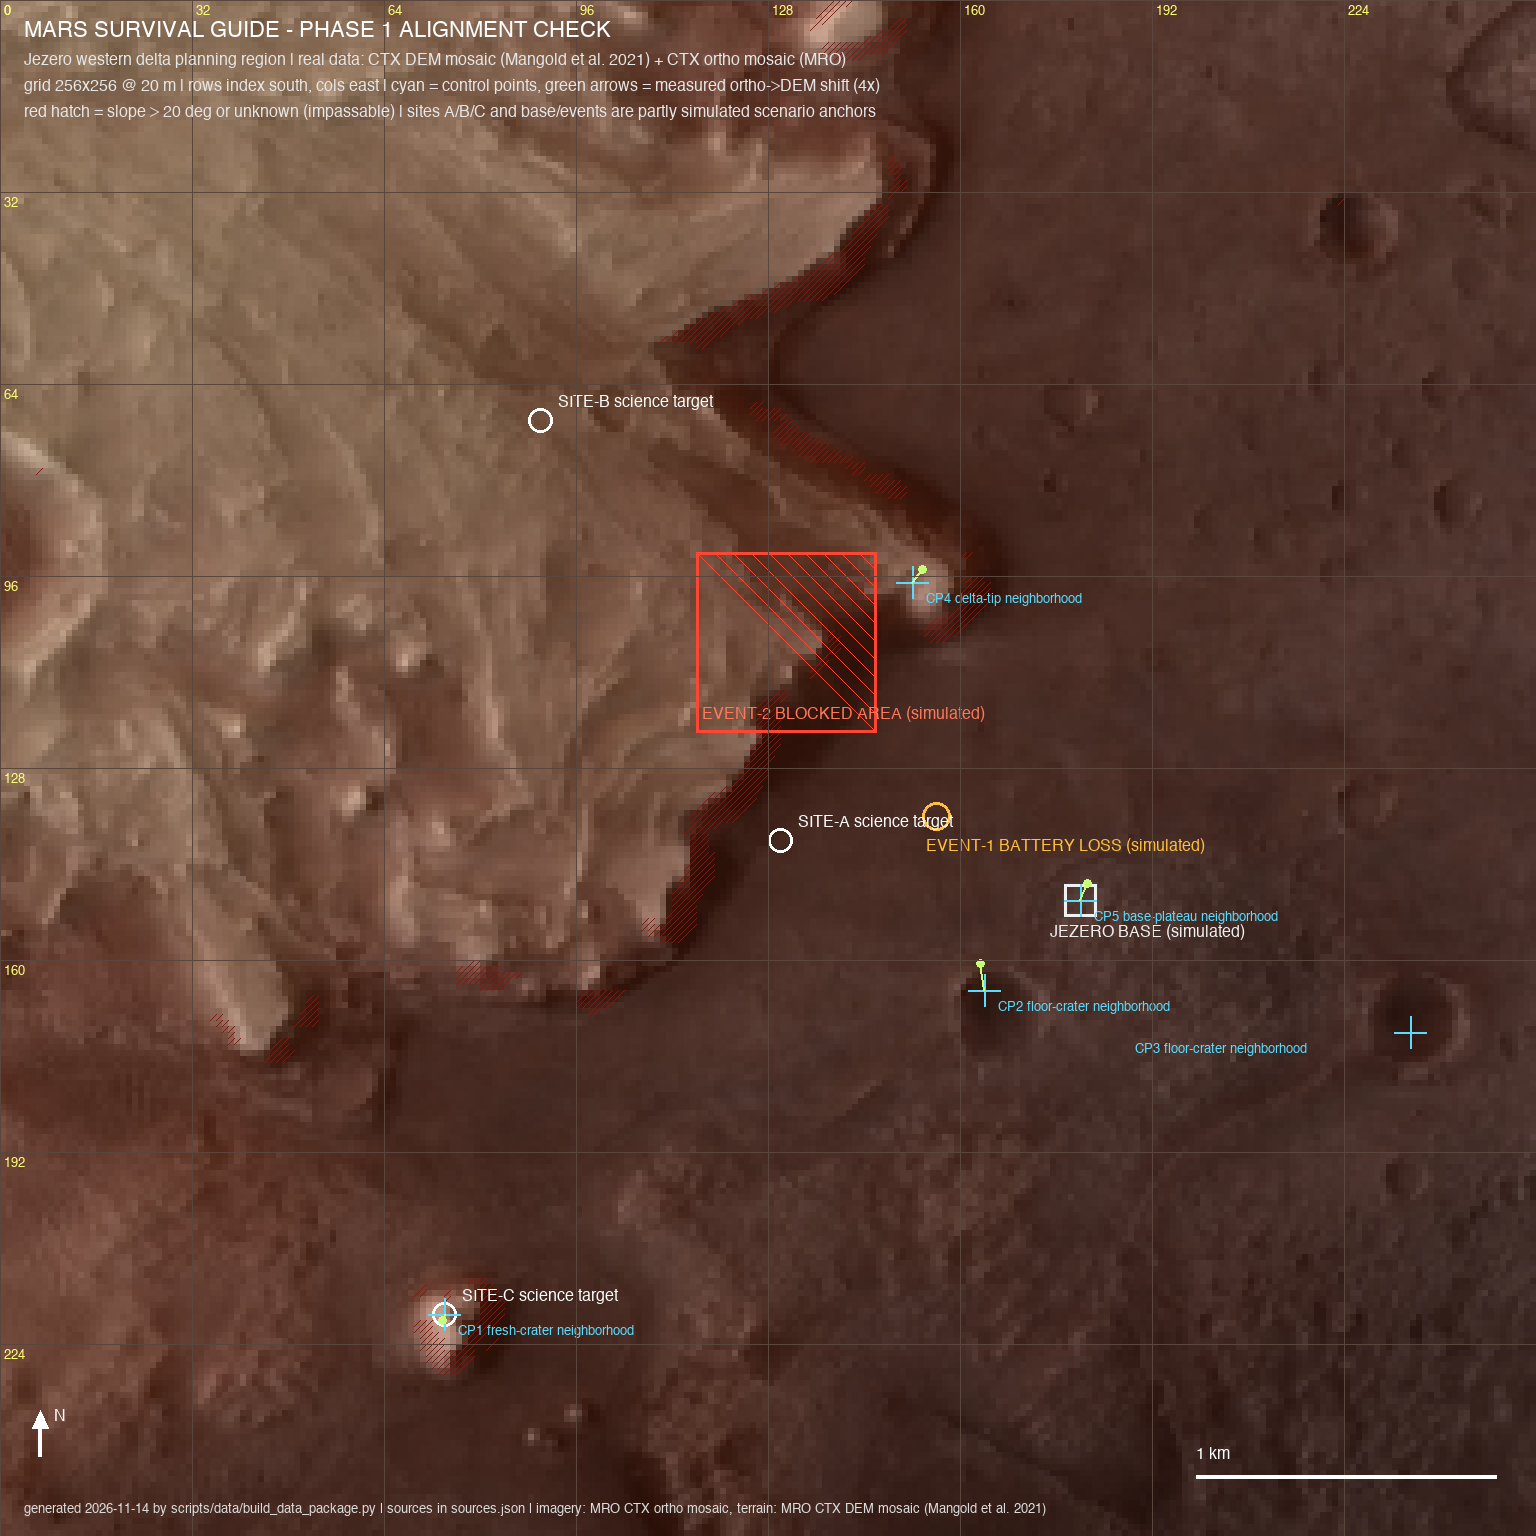 0 32 64 96 128 160 192 224
MARS SURVIVAL GUIDE - PHASE 1 ALIGNMENT CHECK
Jezero western delta planning region | real data: CTX DEM mosaic (Mangold et al. 2021) + CTX ortho mosaic (MRO)
grid 256x256 @ 20 m | rows index south, cols east | cyan = control points, green arrows = measured ortho->DEM shift (4x)
red hatch = slope > 20 deg or unknown (impassable) | sites A/B/C and base/events are partly simulated scenario anchors
32
64
SITE-B science target
96
CP4 delta-tip neighborhood
EVENT-2 BLOCKED AREA (simulated)
128
SITE-A science target
EVENT-1 BATTERY LOSS (simulated)
CP5 base-plateau neighborhood
JEZERO BASE (simulated)
160
CP2 floor-crater neighborhood
CP3 floor-crater neighborhood
192
SITE-C science target
CP1 fresh-crater neighborhood
224
N
1 km
generated 2026-11-14 by scripts/data/build_data_package.py | sources in sources.json | imagery: MRO CTX ortho mosaic, terrain: MRO CTX DEM mosaic (Mangold et al. 2021)